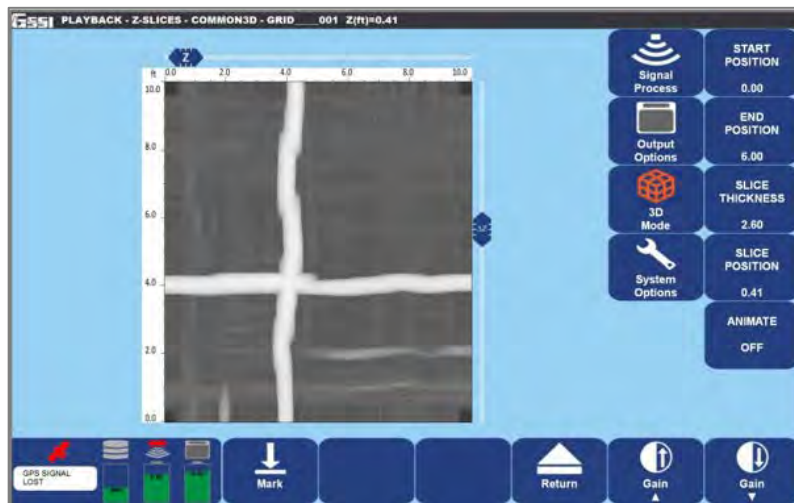 GSSI PLAYBACK - Z-SLICES - COMMON3D - GRID____001 Z(ft)=0.41
Z
ft 0.0 2.0 4.0 6.0 8.0 10.0
10.0
8.0
6.0
4.0
2.0
0.0
Signal
Process
START
POSITION
0.00
Output
Options
END
POSITION
6.00
3D
Mode
SLICE
THICKNESS
2.60
System
Options
SLICE
POSITION
0.41
ANIMATE
OFF
GPS SIGNAL
LOST
Mark
Return
Gain
Gain